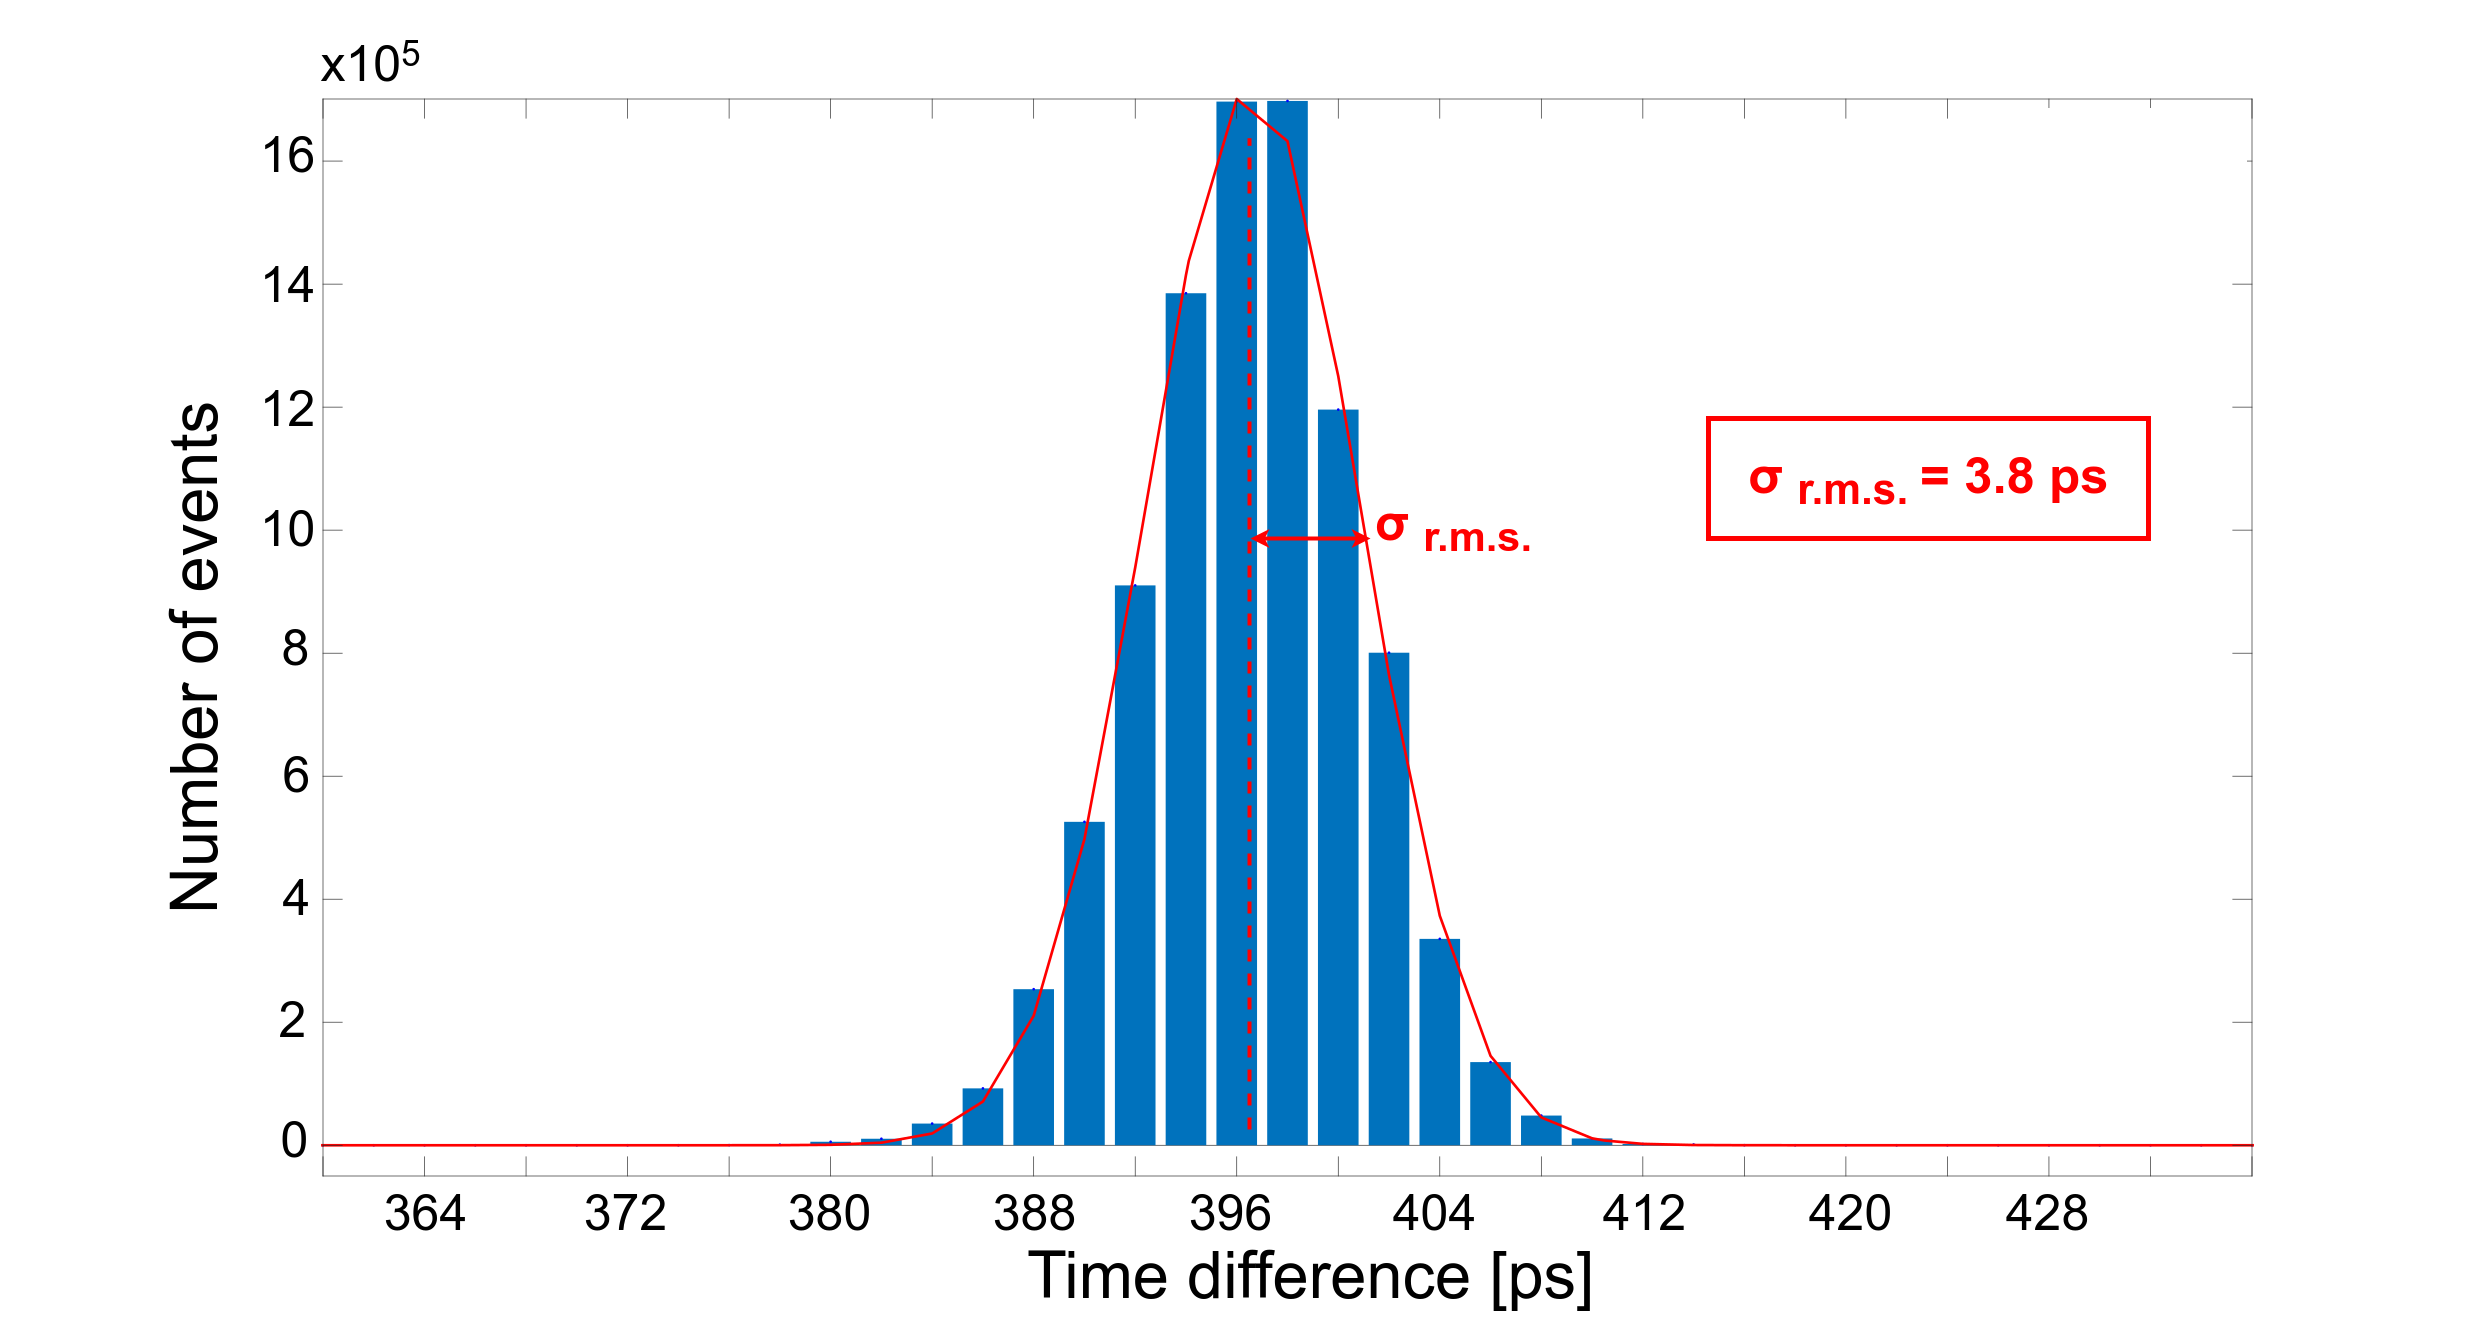 x10⁵
16
14
12
10
8
6
4
2
0
Number of events
σ r.m.s. = 3.8 ps
σ r.m.s.
364 372 380 388 396 404 412 420 428
Time difference [ps]